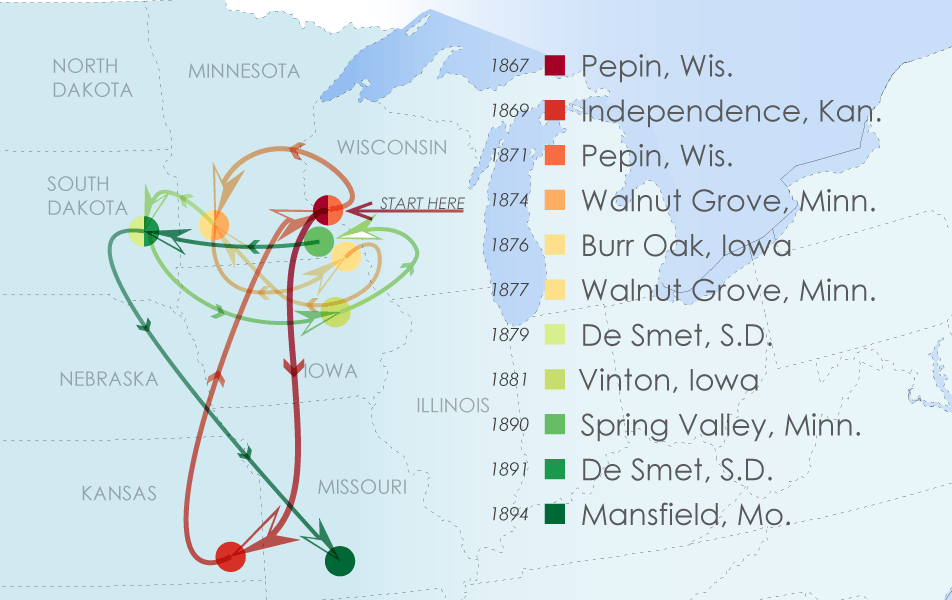 NORTH
DAKOTA
MINNESOTA
WISCONSIN
SOUTH
DAKOTA
START HERE
NEBRASKA
IOWA
ILLINOIS
KANSAS
MISSOURI
1867 Pepin, Wis.
1869 Independence, Kan.
1871 Pepin, Wis.
1874 Walnut Grove, Minn.
1876 Burr Oak, Iowa
1877 Walnut Grove, Minn.
1879 De Smet, S.D.
1881 Vinton, Iowa
1890 Spring Valley, Minn.
1891 De Smet, S.D.
1894 Mansfield, Mo.